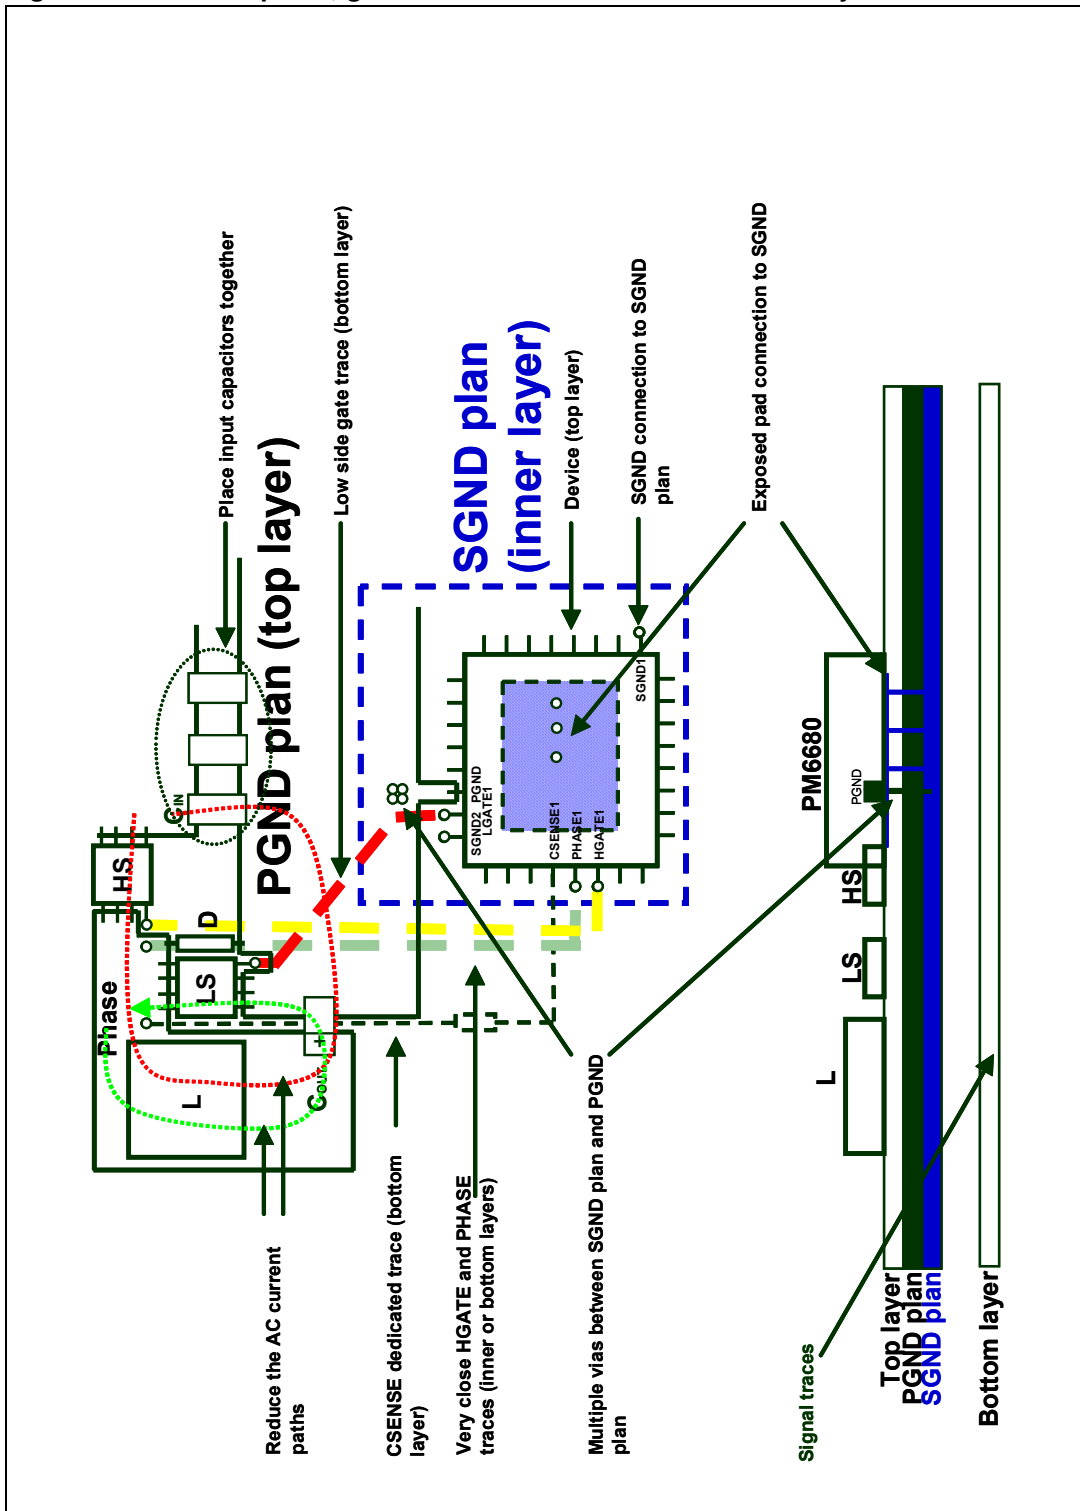 Place input capacitors together
PGND plan (top layer)
Low side gate trace (bottom layer)
SGND plan
(inner layer)
Device (top layer)
SGND connection to SGND
plan
Exposed pad connection to SGND
CIN
HS
D
LS
Phase
L
+
COUT
SGND2
PGND
LGATE1
CSENSE1
PHASE1
HGATE1
SGND1
Reduce the AC current
paths
CSENSE dedicated trace (bottom
layer)
Very close HGATE and PHASE
traces (inner or bottom layers)
Multiple vias between SGND plan and PGND
plan
Signal traces
PM6680
PGND
HS
LS
L
Top layer
PGND plan
SGND plan
Bottom layer